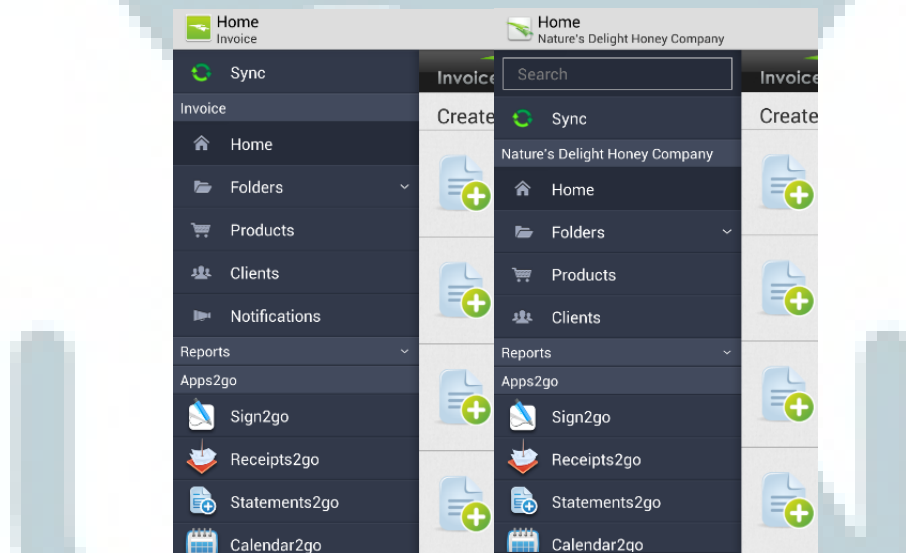 Home
Invoice
Sync
Invoice
Home
Folders
Products
Clients
Notifications
Reports
Apps2go
Sign2go
Receipts2go
Statements2go
Calendar2go
Invoice
Create
Home
Nature's Delight Honey Company
Search
Sync
Nature's Delight Honey Company
Home
Folders
Products
Clients
Reports
Apps2go
Sign2go
Receipts2go
Statements2go
Calendar2go
Invoice
Create